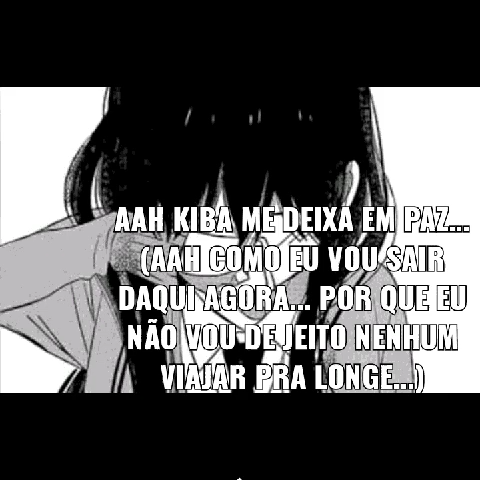 AAH KIBA ME DEIXA EM PAZ...
(AAH COMO EU VOU SAIR
DAQUI AGORA... POR QUE EU
NÃO VOU DE JEITO NENHUM
VIAJAR PRA LONGE...)